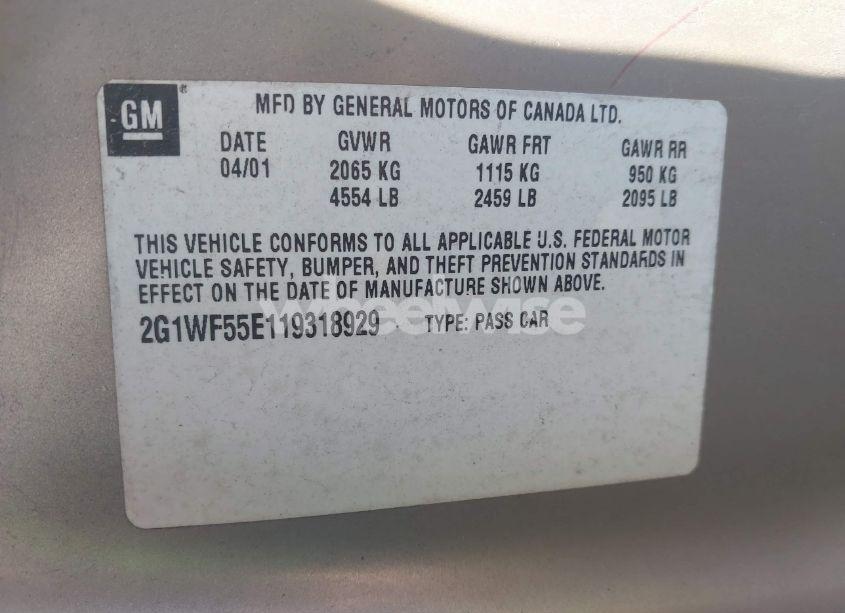 GM
MFD BY GENERAL MOTORS OF CANADA LTD.
DATE GVWR GAWR FRT GAWR RR
04/01 2065 KG 1115 KG 950 KG
4554 LB 2459 LB 2095 LB
THIS VEHICLE CONFORMS TO ALL APPLICABLE U.S. FEDERAL MOTOR
VEHICLE SAFETY, BUMPER, AND THEFT PREVENTION STANDARDS IN
EFFECT ON THE DATE OF MANUFACTURE SHOWN ABOVE.
wheelwise
2G1WF55E119318929 TYPE: PASS CAR